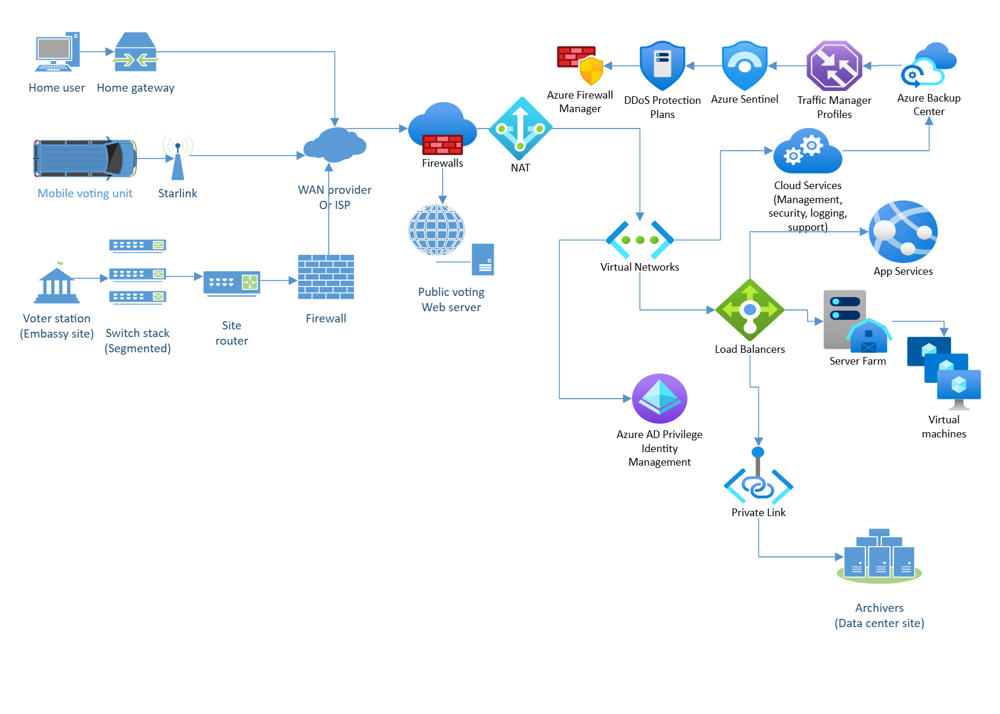 Home user
Home gateway
Azure Firewall
Manager
DDoS Protection
Plans
Azure Sentinel
Traffic Manager
Profiles
Azure Backup
Center
Firewalls
NAT
Mobile voting unit
Starlink
WAN provider
Or ISP
Cloud Services
(Management,
security, logging,
support)
Virtual Networks
App Services
Public voting
Web server
Voter station
(Embassy site)
Switch stack
(Segmented)
Site
router
Firewall
Load Balancers
Server Farm
Virtual
machines
Azure AD Privilege
Identity
Management
Private Link
Archivers
(Data center site)